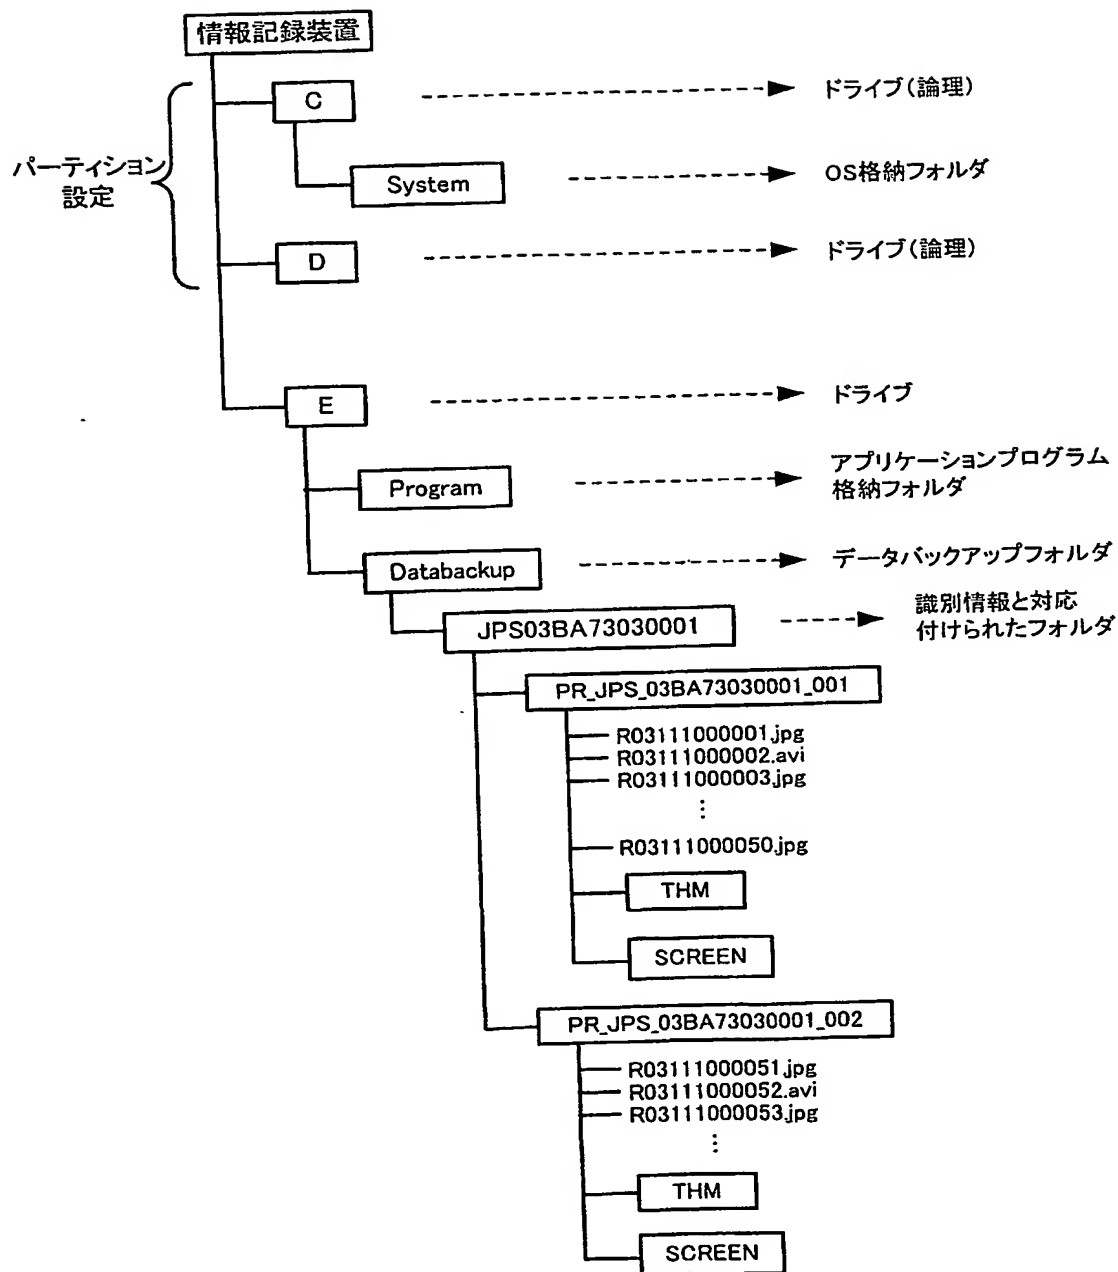 情報記録装置
C
ドライブ(論理)
パーティション
設定
System
OS格納フォルダ
D
ドライブ(論理)
E
ドライブ
Program
アプリケーションプログラム
格納フォルダ
Databackup
データバックアップフォルダ
JPS03BA73030001
識別情報と対応
付けられたフォルダ
PR_JPS_03BA73030001_001
R03111000001.jpg
R03111000002.avi
R03111000003.jpg
⋮
R03111000050.jpg
THM
SCREEN
PR_JPS_03BA73030001_002
R03111000051.jpg
R03111000052.avi
R03111000053.jpg
⋮
THM
SCREEN